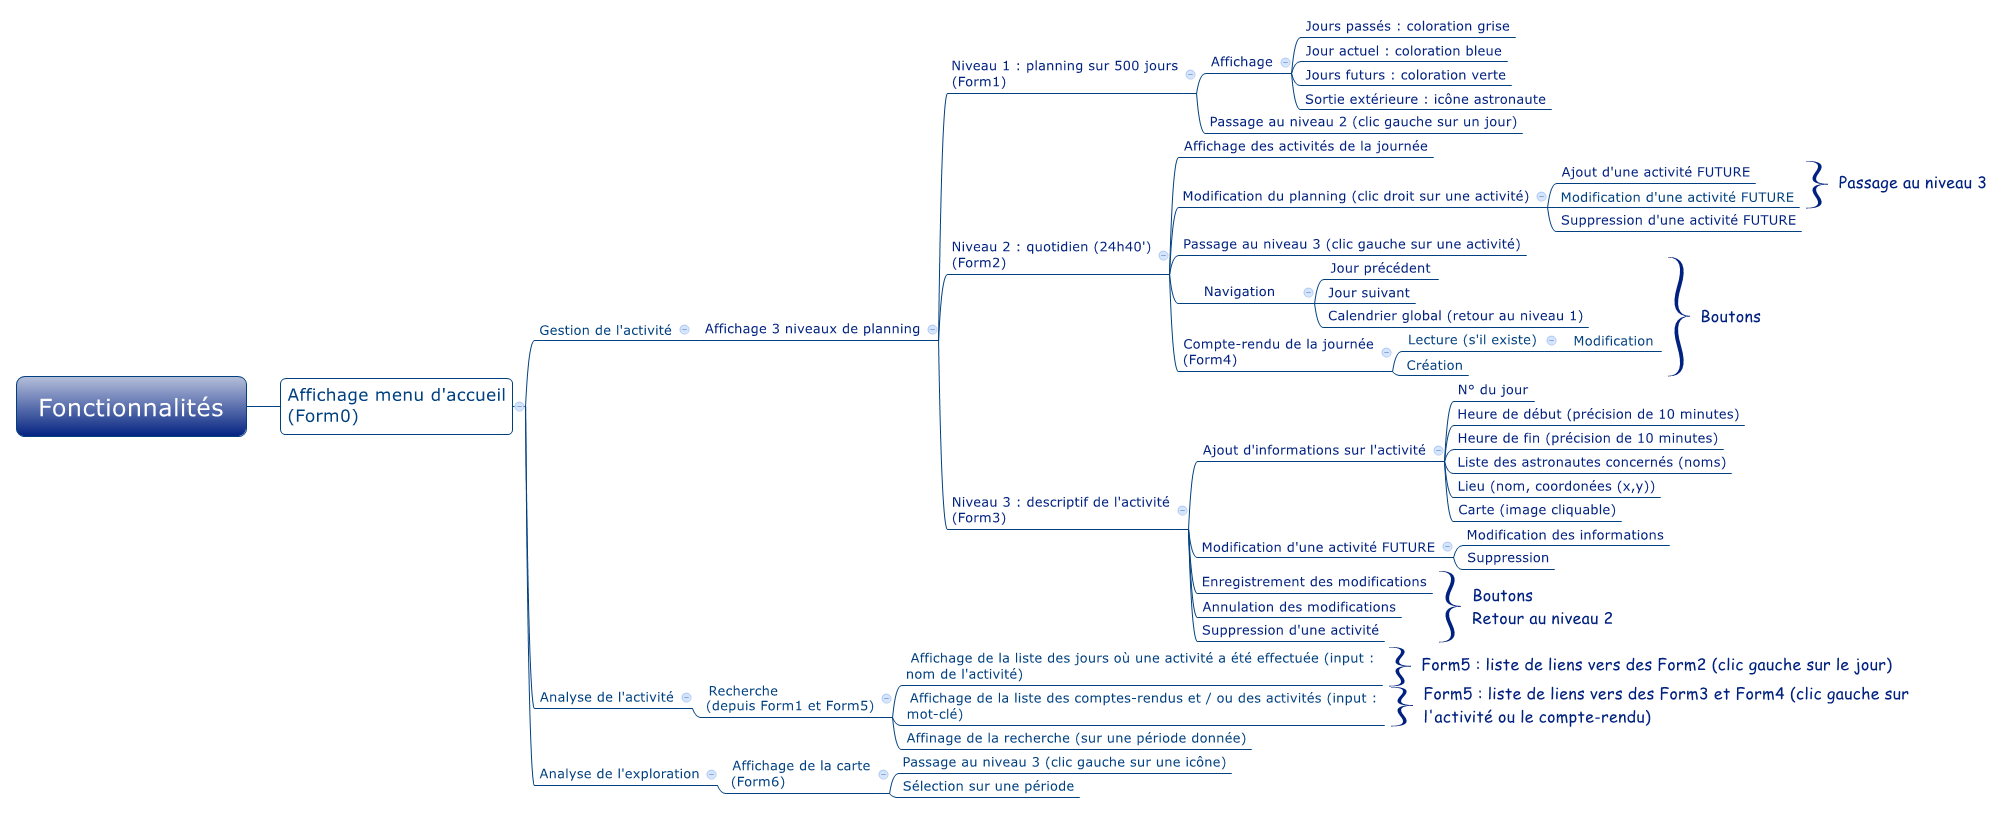 Fonctionnalités
Affichage menu d'accueil
(Form0)
Gestion de l'activité
Affichage 3 niveaux de planning
Niveau 1 : planning sur 500 jours
(Form1)
Affichage
Jours passés : coloration grise
Jour actuel : coloration bleue
Jours futurs : coloration verte
Sortie extérieure : icône astronaute
Passage au niveau 2 (clic gauche sur un jour)
Niveau 2 : quotidien (24h40')
(Form2)
Affichage des activités de la journée
Modification du planning (clic droit sur une activité)
Ajout d'une activité FUTURE
Modification d'une activité FUTURE
Suppression d'une activité FUTURE
Passage au niveau 3
Passage au niveau 3 (clic gauche sur une activité)
Navigation
Jour précédent
Jour suivant
Calendrier global (retour au niveau 1)
Compte-rendu de la journée
(Form4)
Lecture (s'il existe)
Modification
Création
Boutons
Niveau 3 : descriptif de l'activité
(Form3)
Ajout d'informations sur l'activité
N° du jour
Heure de début (précision de 10 minutes)
Heure de fin (précision de 10 minutes)
Liste des astronautes concernés (noms)
Lieu (nom, coordonées (x,y))
Carte (image cliquable)
Modification d'une activité FUTURE
Modification des informations
Suppression
Enregistrement des modifications
Annulation des modifications
Suppression d'une activité
Boutons
Retour au niveau 2
Analyse de l'activité
Recherche
(depuis Form1 et Form5)
Affichage de la liste des jours où une activité a été effectuée (input :
nom de l'activité)
Form5 : liste de liens vers des Form2 (clic gauche sur le jour)
Affichage de la liste des comptes-rendus et / ou des activités (input :
mot-clé)
Form5 : liste de liens vers des Form3 et Form4 (clic gauche sur
l'activité ou le compte-rendu)
Affinage de la recherche (sur une période donnée)
Analyse de l'exploration
Affichage de la carte
(Form6)
Passage au niveau 3 (clic gauche sur une icône)
Sélection sur une période